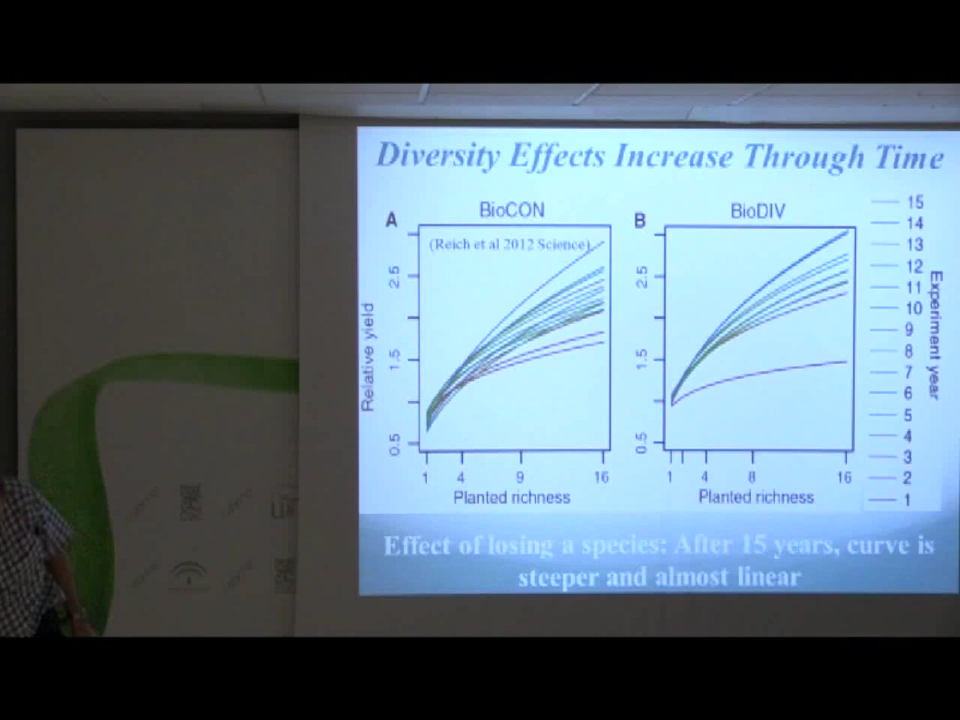 Diversity Effects Increase Through Time
A
BioCON
(Reich et al 2012 Science)
Relative yield
2.5
1.5
0.5
1 4 9 16
Planted richness
B
BioDIV
2.5
1.5
0.5
1 4 8 16
Planted richness
15
14
13
12
11
10
9
8
7
6
5
4
3
2
1
Experiment year
Effect of losing a species: After 15 years, curve is
steeper and almost linear